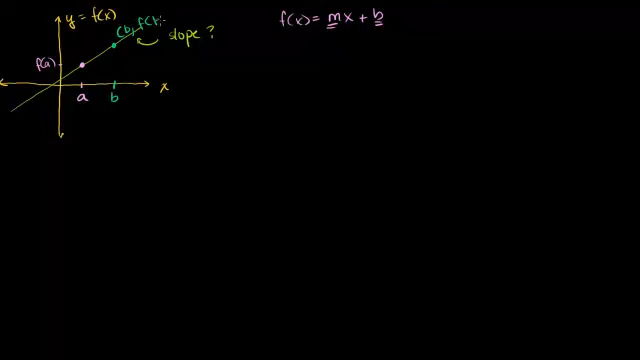 y = f(x)
(b, f(b
slope ?
f(a)
a
b
x
f(x) = mx + b